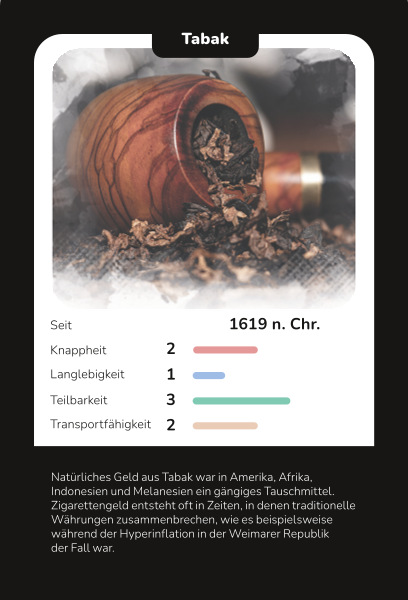 Tabak
Seit 1619 n. Chr.
Knappheit 2
Langlebigkeit 1
Teilbarkeit 3
Transportfähigkeit 2
Natürliches Geld aus Tabak war in Amerika, Afrika,
Indonesien und Melanesien ein gängiges Tauschmittel.
Zigarettengeld entsteht oft in Zeiten, in denen traditionelle
Währungen zusammenbrechen, wie es beispielsweise
während der Hyperinflation in der Weimarer Republik
der Fall war.